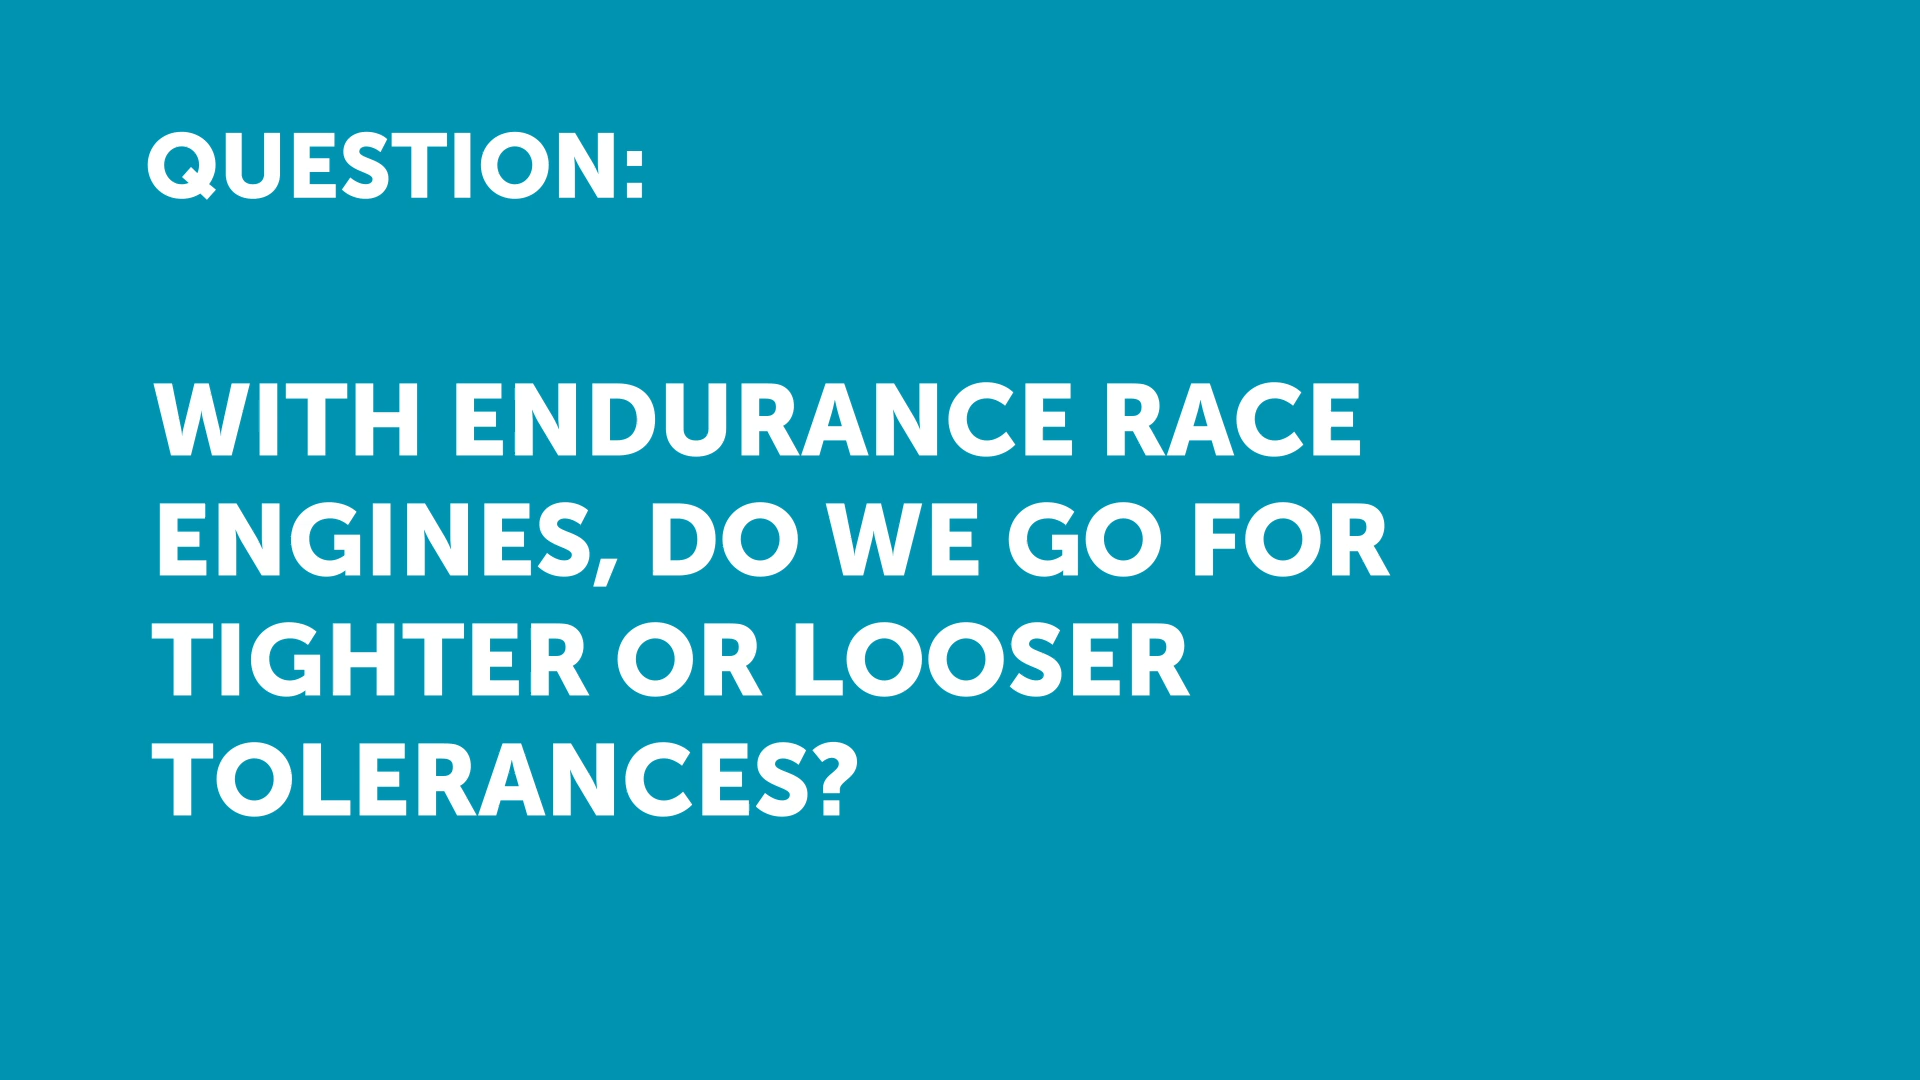 QUESTION:
WITH ENDURANCE RACE
ENGINES, DO WE GO FOR
TIGHTER OR LOOSER
TOLERANCES?